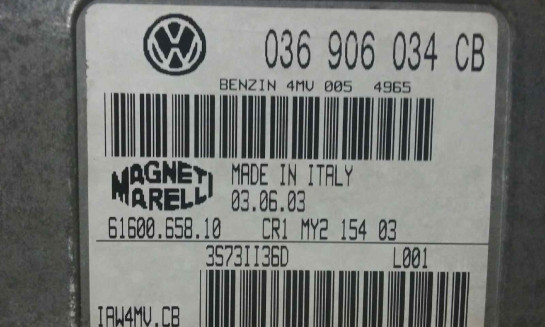 036 906 034 CB
BENZIN 4MV 005 4965
MAGNETI MARELLI
MADE IN ITALY
03.06.03
61600.658.10 CR1 MY2 154 03
3S73II36D L001
IAW4MV.CB